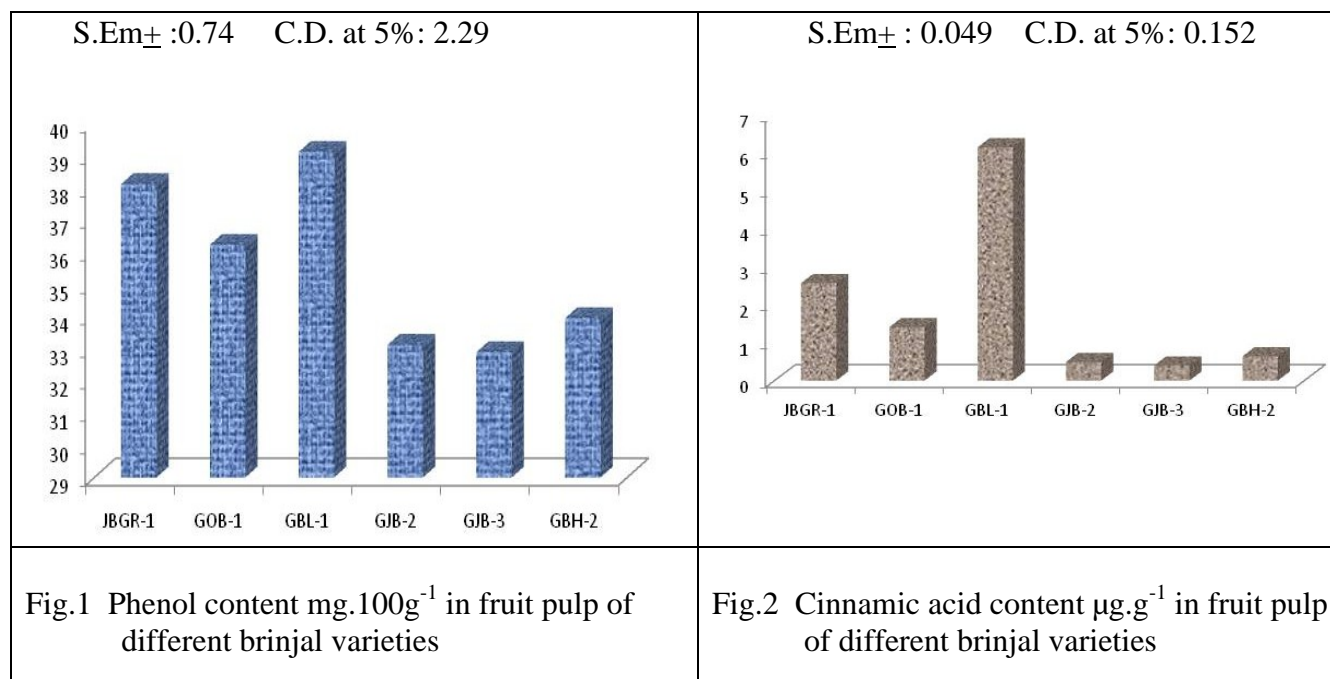 S.Em± :0.74 C.D. at 5%: 2.29
40
39
38
37
36
35
34
33
32
31
30
29
JBGR-1 GOB-1 GBL-1 GJB-2 GJB-3 GBH-2
Fig.1 Phenol content mg.100g⁻¹ in fruit pulp of
different brinjal varieties
S.Em± : 0.049 C.D. at 5%: 0.152
7
6
5
4
3
2
1
0
JBGR-1 GOB-1 GBL-1 GJB-2 GJB-3 GBH-2
Fig.2 Cinnamic acid content µg.g⁻¹ in fruit pulp
of different brinjal varieties